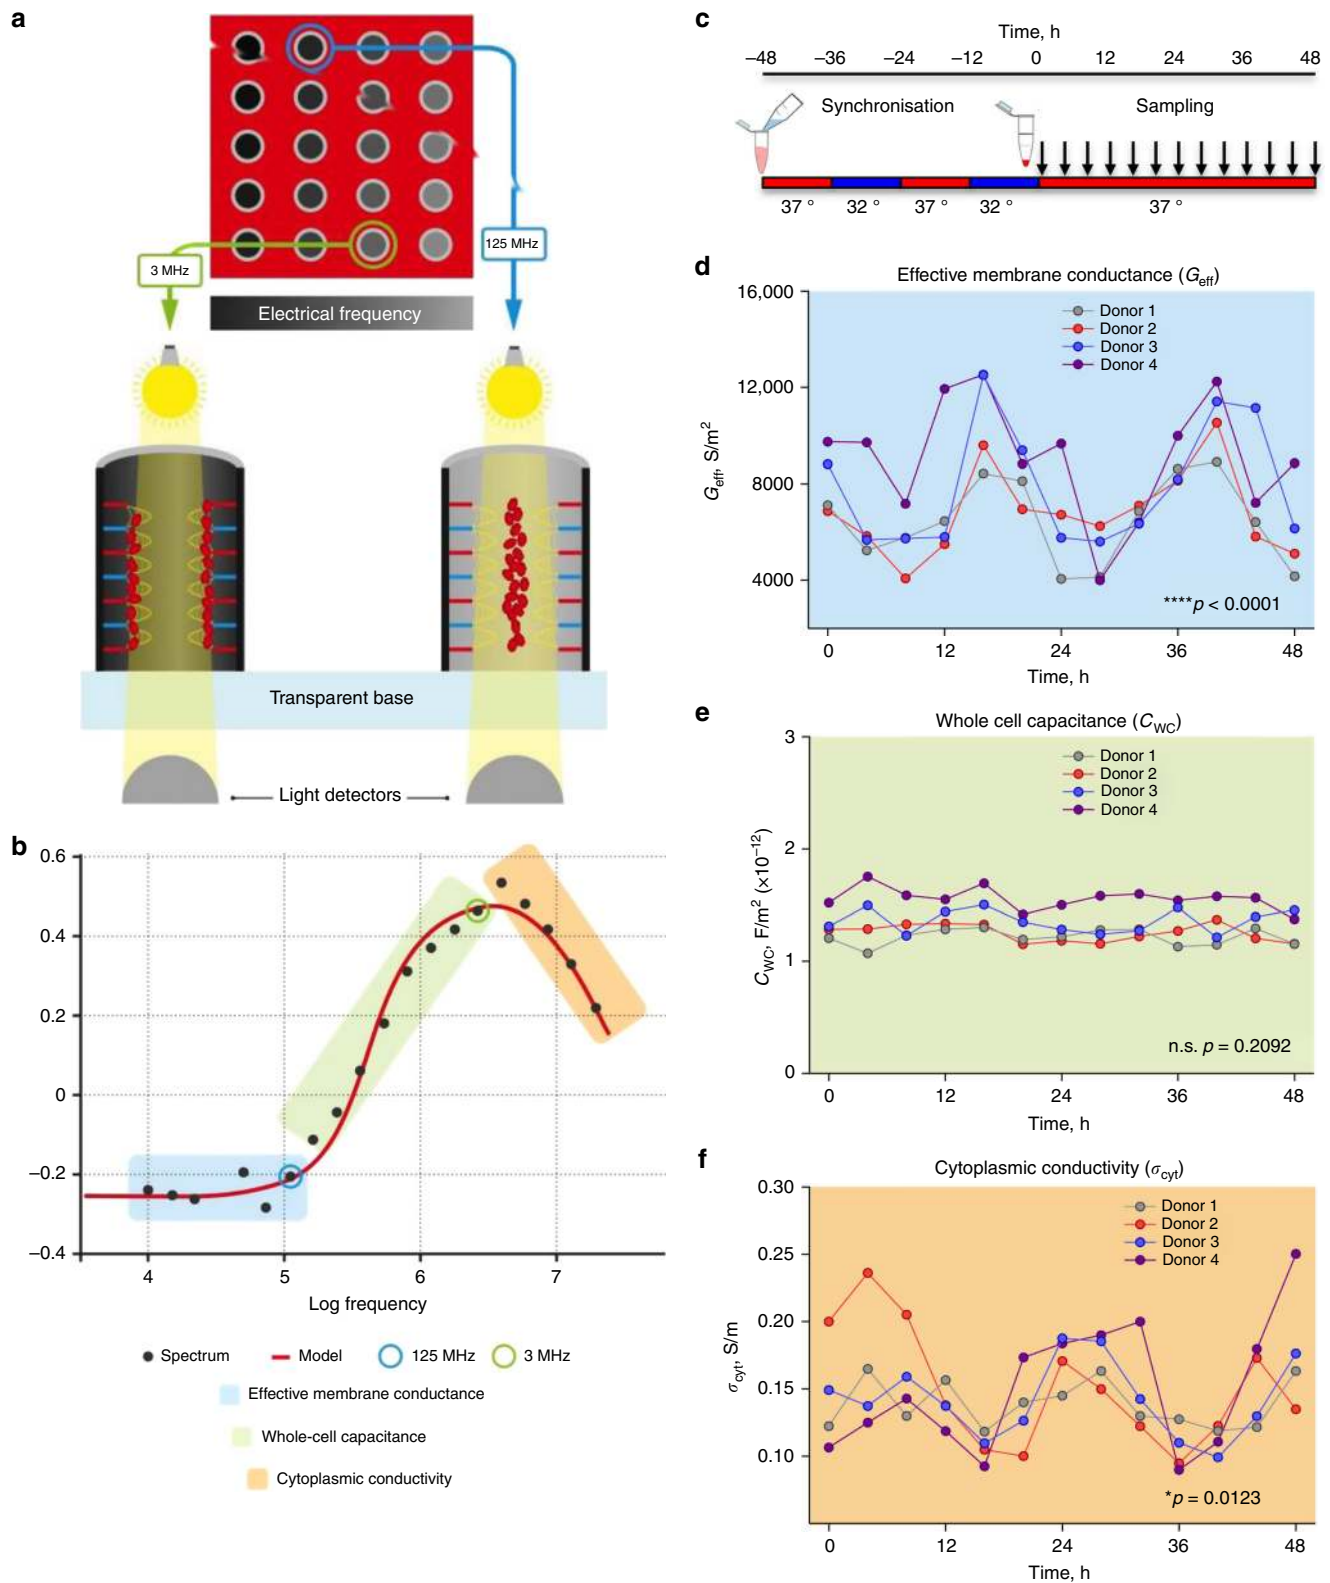 a
125 MHz
3 MHz
Electrical frequency
Transparent base
Light detectors
b
0.6
0.4
0.2
0
–0.2
–0.4
4 5 6 7
Log frequency
Spectrum Model 125 MHz 3 MHz
Effective membrane conductance
Whole-cell capacitance
Cytoplasmic conductivity
c
Time, h
–48 –36 –24 –12 0 12 24 36 48
Synchronisation Sampling
37 ° 32 ° 37 ° 32 ° 37 °
d
Effective membrane conductance (Geff)
16,000
12,000
8000
4000
Geff, S/m²
Donor 1
Donor 2
Donor 3
Donor 4
****p < 0.0001
0 12 24 36 48
Time, h
e
Whole cell capacitance (CWC)
3
2
1
0
CWC, F/m² (×10⁻¹²)
Donor 1
Donor 2
Donor 3
Donor 4
n.s. p = 0.2092
0 12 24 36 48
Time, h
f
Cytoplasmic conductivity (σcyt)
0.30
0.25
0.20
0.15
0.10
σcyt, S/m
Donor 1
Donor 2
Donor 3
Donor 4
*p = 0.0123
0 12 24 36 48
Time, h